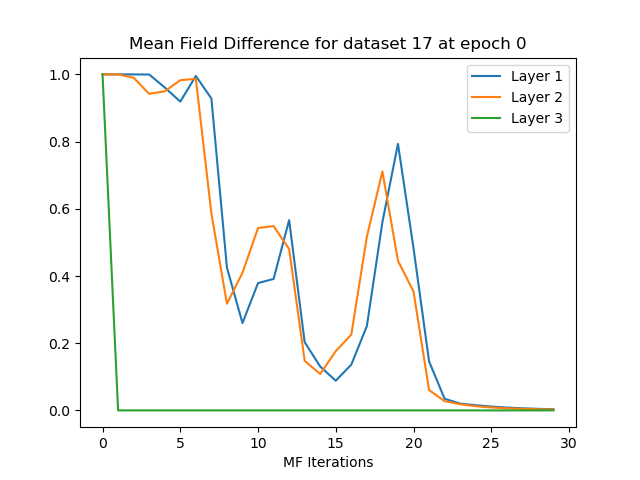 Mean Field Difference for dataset 17 at epoch 0
Layer 1
Layer 2
Layer 3
1.0
0.8
0.6
0.4
0.2
0.0
0 5 10 15 20 25 30
MF Iterations